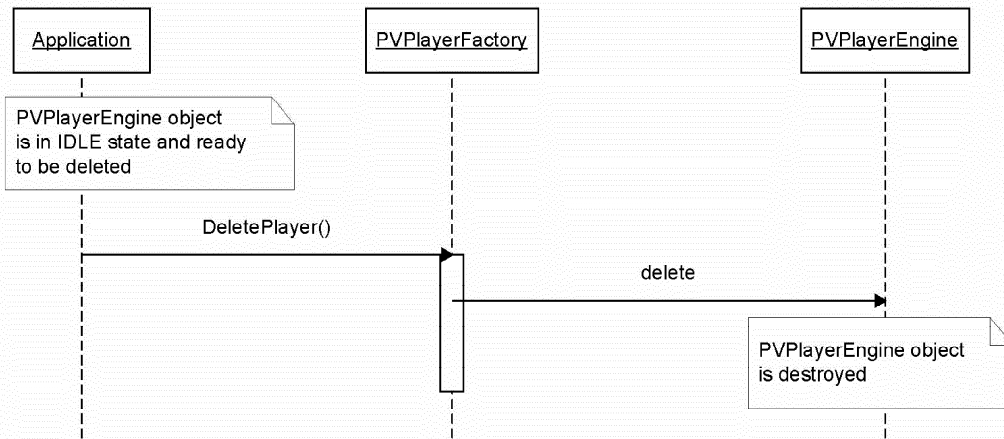 Application
PVPlayerFactory
PVPlayerEngine
PVPlayerEngine object
is in IDLE state and ready
to be deleted
DeletePlayer()
delete
PVPlayerEngine object
is destroyed